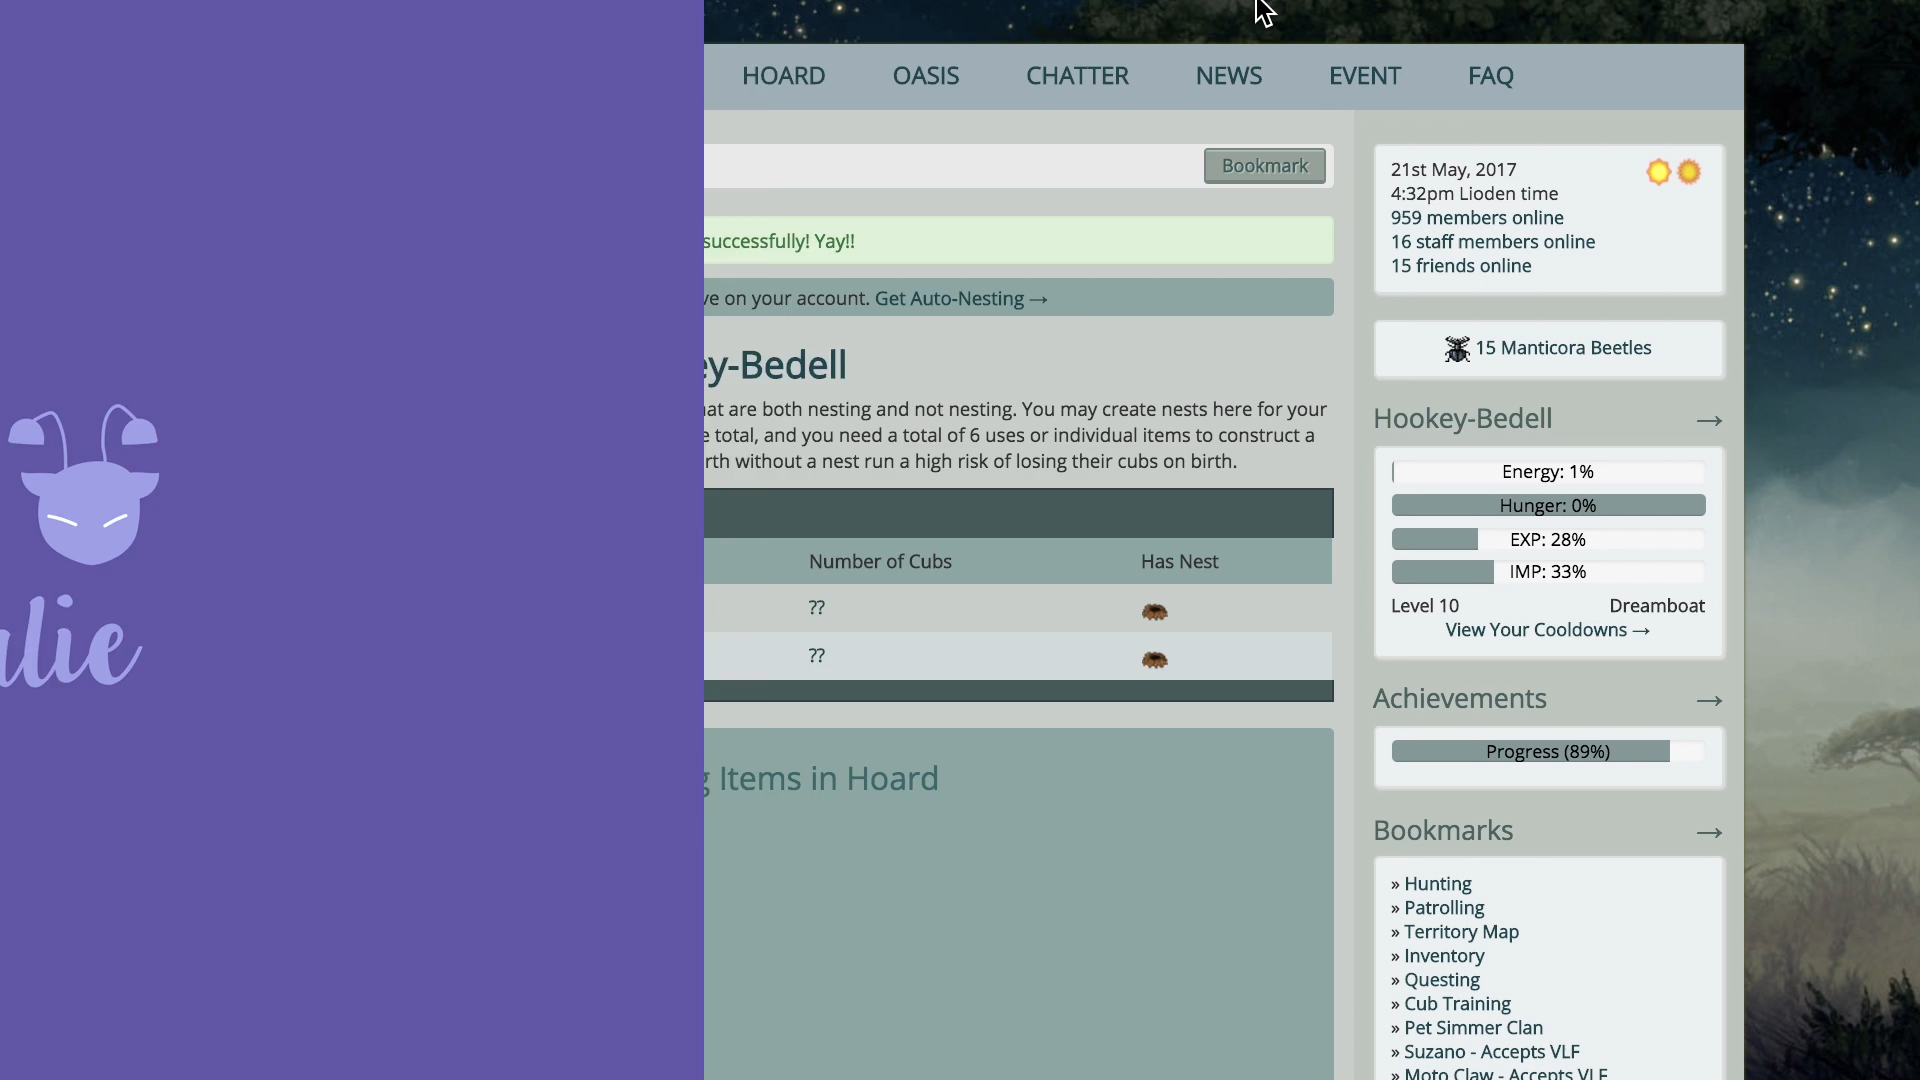 HOARD OASIS CHATTER NEWS EVENT FAQ
Bookmark
successfully! Yay!!
on your account. Get Auto-Nesting →
-Bedell
are both nesting and not nesting. You may create nests here for your
total, and you need a total of 6 uses or individual items to construct a
without a nest run a high risk of losing their cubs on birth.
Number of Cubs Has Nest
??
??
Items in Hoard
21st May, 2017
4:32pm Lioden time
959 members online
16 staff members online
15 friends online
15 Manticora Beetles
Hookey-Bedell →
Energy: 1%
Hunger: 0%
EXP: 28%
IMP: 33%
Level 10 Dreamboat
View Your Cooldowns →
Achievements →
Progress (89%)
Bookmarks →
» Hunting
» Patrolling
» Territory Map
» Inventory
» Questing
» Cub Training
» Pet Simmer Clan
» Suzano - Accepts VLF
» Moto Claw - Accepts VLF